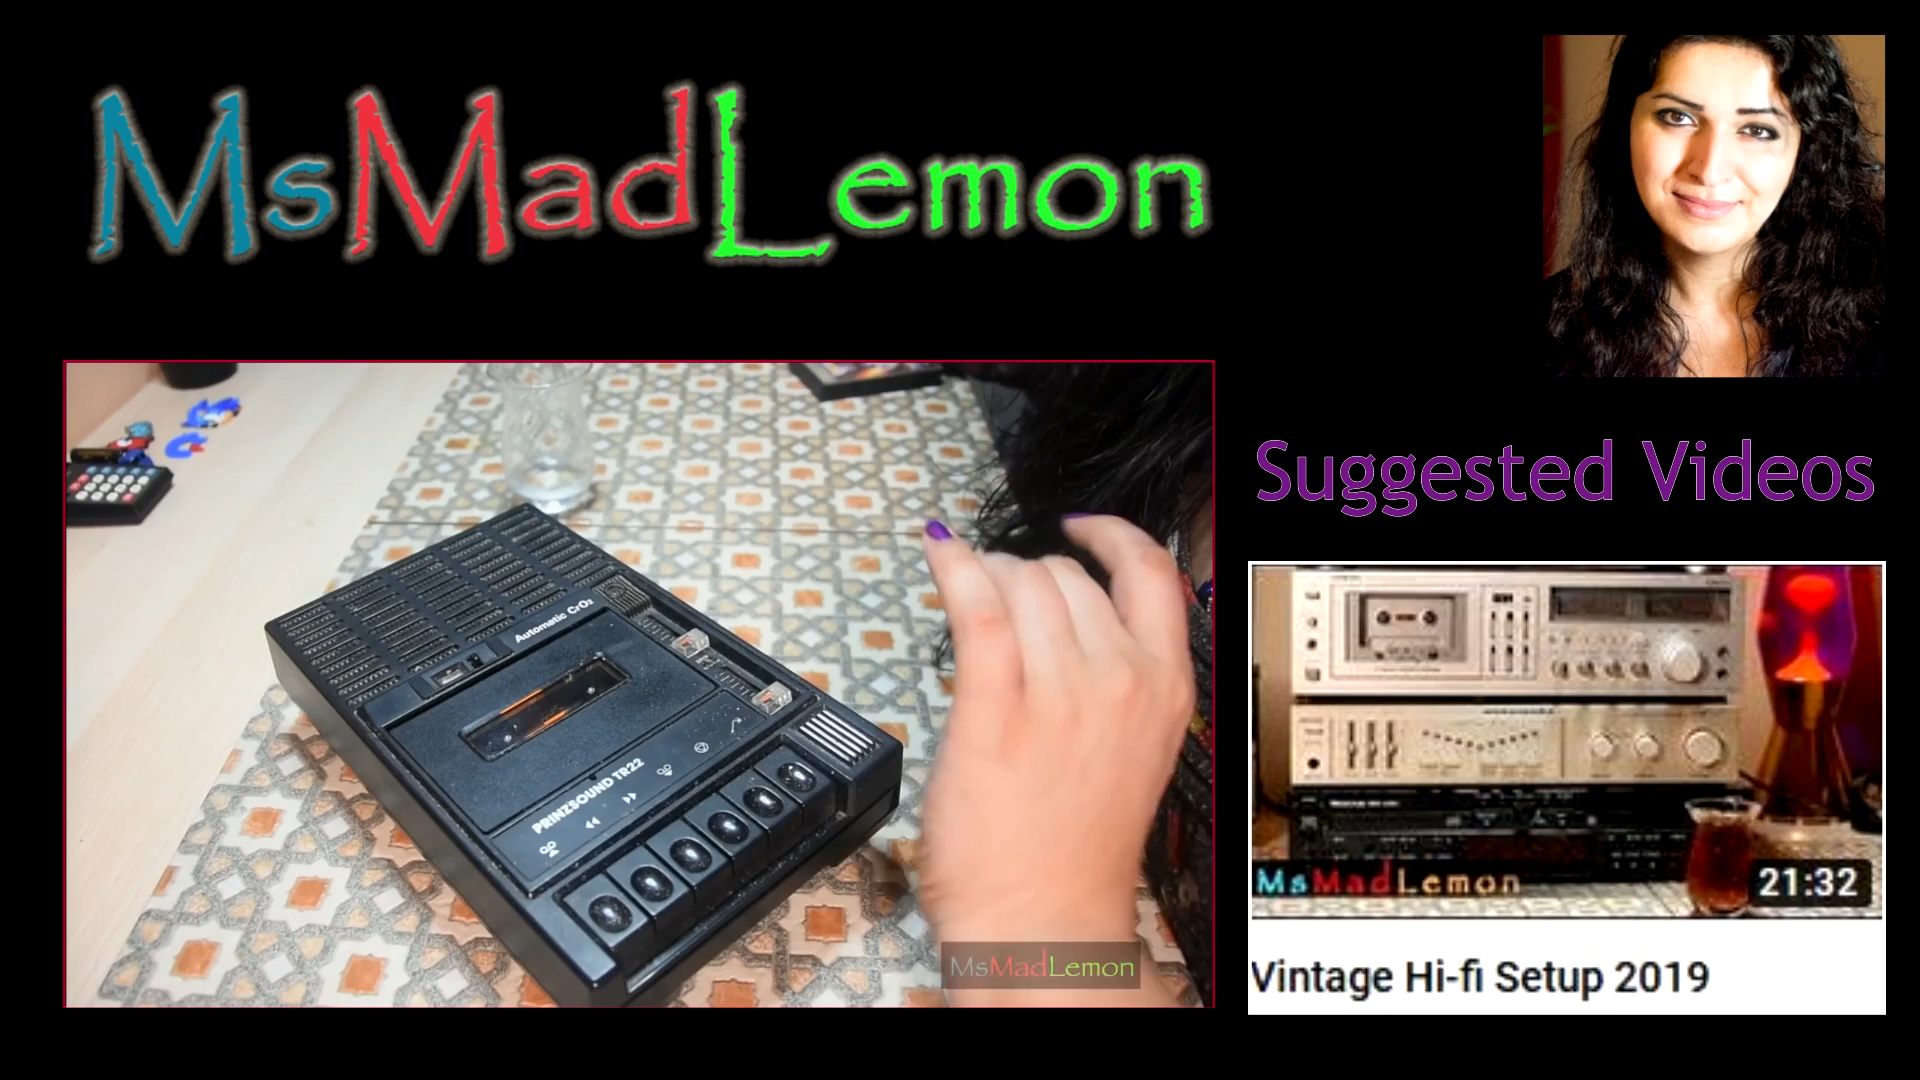 MsMadLemon
Automatic CrO2
PRINZSOUND TR22
MsMadLemon
Suggested Videos
MsMadLemon
21:32
Vintage Hi-fi Setup 2019